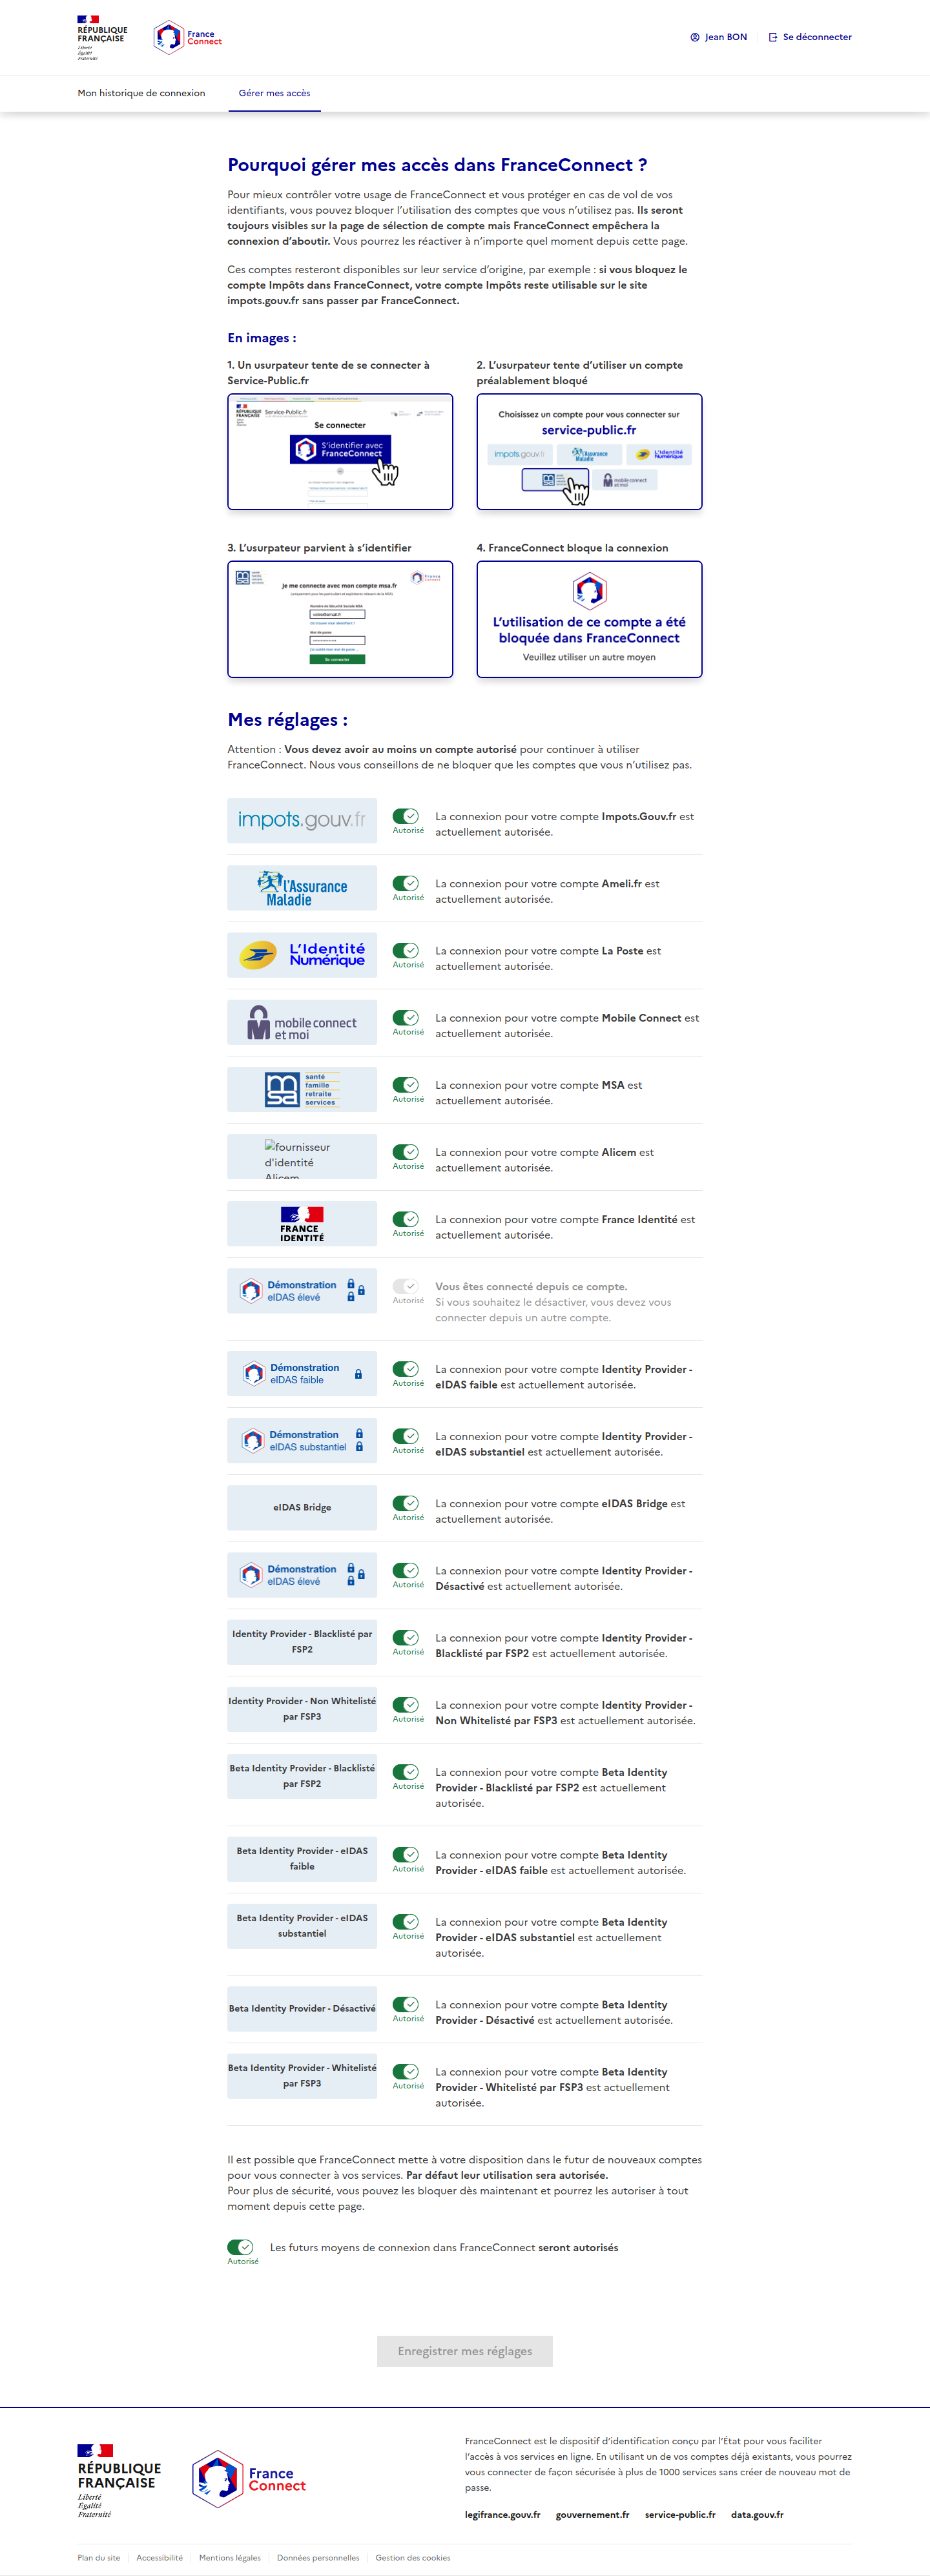 RÉPUBLIQUE
FRANÇAISE
Liberté
Égalité
Fraternité
France
Connect
Jean BON
Se déconnecter
Mon historique de connexion
Gérer mes accès
Pourquoi gérer mes accès dans FranceConnect ?
Pour mieux contrôler votre usage de FranceConnect et vous protéger en cas de vol de vos
identifiants, vous pouvez bloquer l’utilisation des comptes que vous n’utilisez pas. Ils seront
toujours visibles sur la page de sélection de compte mais FranceConnect empêchera la
connexion d’aboutir. Vous pourrez les réactiver à n’importe quel moment depuis cette page.
Ces comptes resteront disponibles sur leur service d’origine, par exemple : si vous bloquez le
compte Impôts dans FranceConnect, votre compte Impôts reste utilisable sur le site
impots.gouv.fr sans passer par FranceConnect.
En images :
1. Un usurpateur tente de se connecter à
Service-Public.fr
RÉPUBLIQUE
FRANÇAISE
Service-Public.fr
Se connecter
S’identifier avec
FranceConnect
2. L’usurpateur tente d’utiliser un compte
préalablement bloqué
Choisissez un compte pour vous connecter sur
service-public.fr
impots.gouv.fr
l’Assurance
Maladie
L’Identité
Numérique
mobile connect
et moi
3. L’usurpateur parvient à s’identifier
France
Connect
Je me connecte avec mon compte msa.fr
Numéro de Sécurité Sociale MSA
Mot de passe
Se connecter
4. FranceConnect bloque la connexion
L’utilisation de ce compte a été
bloquée dans FranceConnect
Veuillez utiliser un autre moyen
Mes réglages :
Attention : Vous devez avoir au moins un compte autorisé pour continuer à utiliser
FranceConnect. Nous vous conseillons de ne bloquer que les comptes que vous n’utilisez pas.
impots.gouv.fr
Autorisé
La connexion pour votre compte Impots.Gouv.fr est
actuellement autorisée.
l’Assurance
Maladie
Autorisé
La connexion pour votre compte Ameli.fr est
actuellement autorisée.
L’Identité
Numérique
Autorisé
La connexion pour votre compte La Poste est
actuellement autorisée.
mobile connect
et moi
Autorisé
La connexion pour votre compte Mobile Connect est
actuellement autorisée.
msa
santé
famille
retraite
services
Autorisé
La connexion pour votre compte MSA est
actuellement autorisée.
fournisseur
d'identité
Alicem
Autorisé
La connexion pour votre compte Alicem est
actuellement autorisée.
FRANCE
IDENTITÉ
Autorisé
La connexion pour votre compte France Identité est
actuellement autorisée.
Démonstration
eIDAS élevé
Autorisé
Vous êtes connecté depuis ce compte.
Si vous souhaitez le désactiver, vous devez vous
connecter depuis un autre compte.
Démonstration
eIDAS faible
Autorisé
La connexion pour votre compte Identity Provider -
eIDAS faible est actuellement autorisée.
Démonstration
eIDAS substantiel
Autorisé
La connexion pour votre compte Identity Provider -
eIDAS substantiel est actuellement autorisée.
eIDAS Bridge
Autorisé
La connexion pour votre compte eIDAS Bridge est
actuellement autorisée.
Démonstration
eIDAS élevé
Autorisé
La connexion pour votre compte Identity Provider -
Désactivé est actuellement autorisée.
Identity Provider - Blacklisté par
FSP2
Autorisé
La connexion pour votre compte Identity Provider -
Blacklisté par FSP2 est actuellement autorisée.
Identity Provider - Non Whitelisté
par FSP3
Autorisé
La connexion pour votre compte Identity Provider -
Non Whitelisté par FSP3 est actuellement autorisée.
Beta Identity Provider - Blacklisté
par FSP2
Autorisé
La connexion pour votre compte Beta Identity
Provider - Blacklisté par FSP2 est actuellement
autorisée.
Beta Identity Provider - eIDAS
faible
Autorisé
La connexion pour votre compte Beta Identity
Provider - eIDAS faible est actuellement autorisée.
Beta Identity Provider - eIDAS
substantiel
Autorisé
La connexion pour votre compte Beta Identity
Provider - eIDAS substantiel est actuellement
autorisée.
Beta Identity Provider - Désactivé
Autorisé
La connexion pour votre compte Beta Identity
Provider - Désactivé est actuellement autorisée.
Beta Identity Provider - Whitelisté
par FSP3
Autorisé
La connexion pour votre compte Beta Identity
Provider - Whitelisté par FSP3 est actuellement
autorisée.
Il est possible que FranceConnect mette à votre disposition dans le futur de nouveaux comptes
pour vous connecter à vos services. Par défaut leur utilisation sera autorisée.
Pour plus de sécurité, vous pouvez les bloquer dès maintenant et pourrez les autoriser à tout
moment depuis cette page.
Autorisé
Les futurs moyens de connexion dans FranceConnect seront autorisés
Enregistrer mes réglages
RÉPUBLIQUE
FRANÇAISE
Liberté
Égalité
Fraternité
France
Connect
FranceConnect est le dispositif d’identification conçu par l’État pour vous faciliter
l’accès à vos services en ligne. En utilisant un de vos comptes déjà existants, vous pourrez
vous connecter de façon sécurisée à plus de 1000 services sans créer de nouveau mot de
passe.
legifrance.gouv.fr
gouvernement.fr
service-public.fr
data.gouv.fr
Plan du site
Accessibilité
Mentions légales
Données personnelles
Gestion des cookies